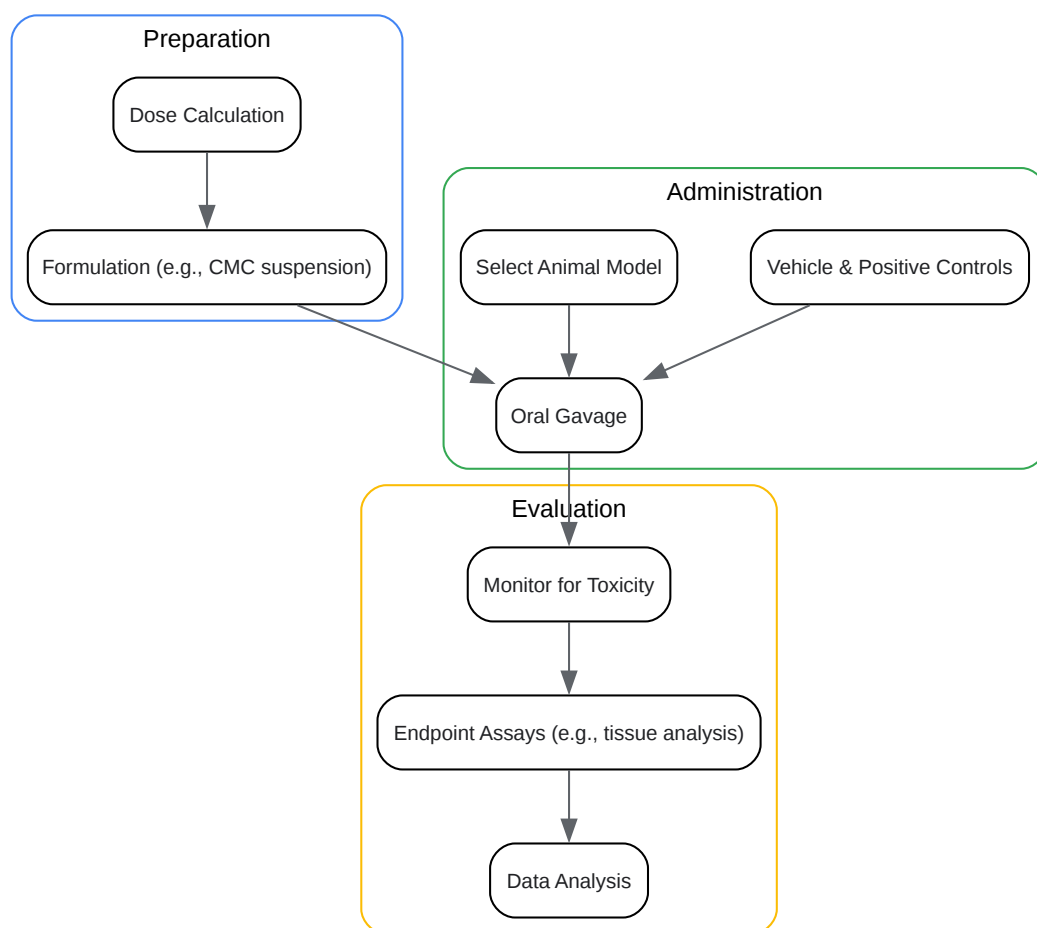 Preparation
Dose Calculation
Formulation (e.g., CMC suspension)
Administration
Select Animal Model
Vehicle & Positive Controls
Oral Gavage
Evaluation
Monitor for Toxicity
Endpoint Assays (e.g., tissue analysis)
Data Analysis